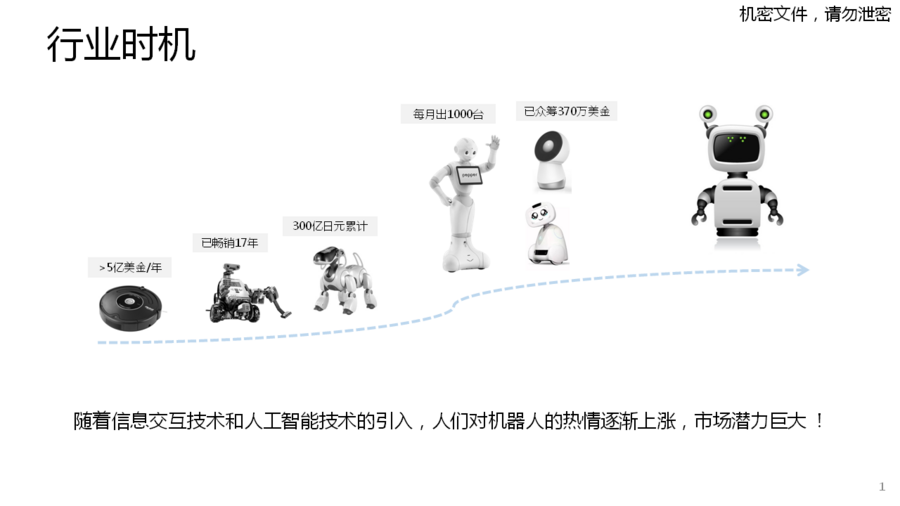 机密文件，请勿泄密
行业时机
每月出1000台
已众筹370万美金
pepper
300亿日元累计
已畅销17年
>5亿美金/年
随着信息交互技术和人工智能技术的引入，人们对机器人的热情逐渐上涨，市场潜力巨大 ！
1